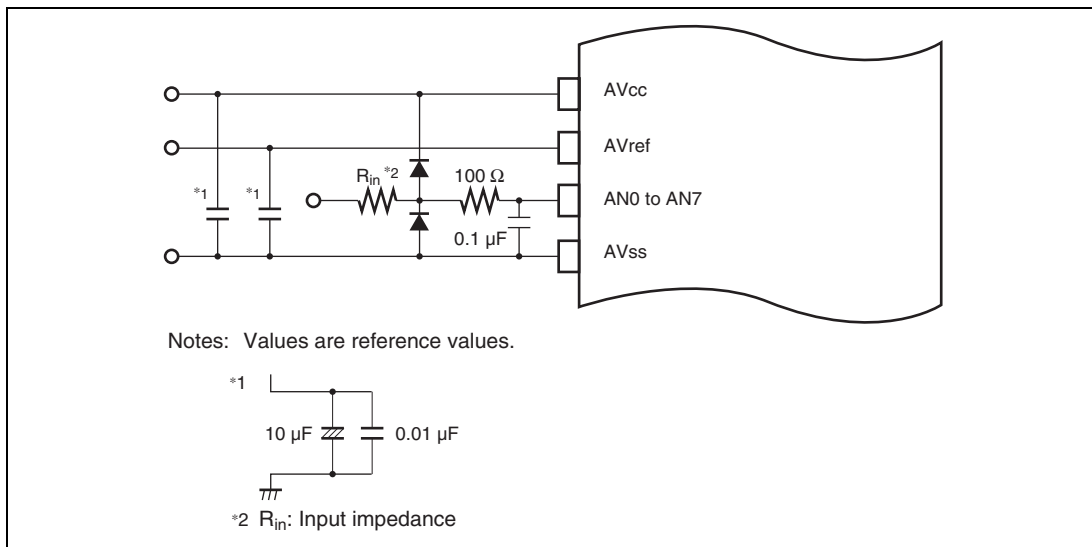 AVcc
AVref
*1
*1
Rin *2
100 Ω
AN0 to AN7
0.1 µF
AVss
Notes: Values are reference values.
*1
10 µF
0.01 µF
*2 Rin: Input impedance